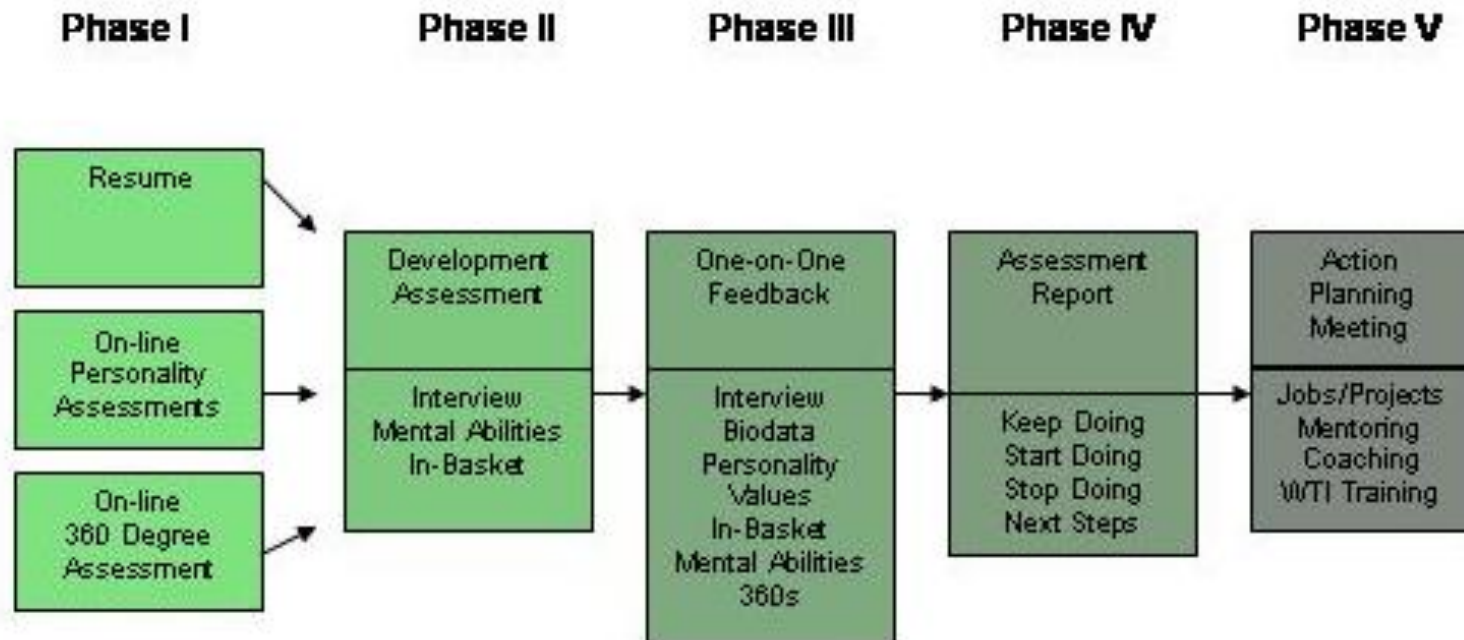 Phase I
Phase II
Phase III
Phase IV
Phase V
Resume
On-line
Personality
Assessments
On-line
360 Degree
Assessment
Development
Assessment
Interview
Mental Abilities
In-Basket
One-on-One
Feedback
Interview
Biodata
Personality
Values
In-Basket
Mental Abilities
360s
Assessment
Report
Keep Doing
Start Doing
Stop Doing
Next Steps
Action
Planning
Meeting
Jobs/Projects
Mentoring
Coaching
WTI Training